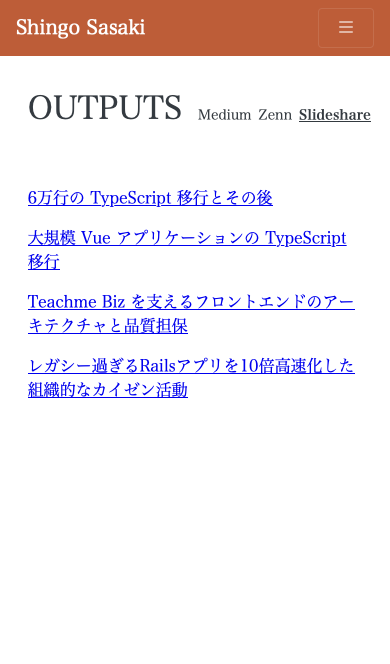 Shingo Sasaki
OUTPUTS Medium Zenn Slideshare
6万行の TypeScript 移行とその後
大規模 Vue アプリケーションの TypeScript
移行
Teachme Biz を支えるフロントエンドのアー
キテクチャと品質担保
レガシー過ぎるRailsアプリを10倍高速化した
組織的なカイゼン活動